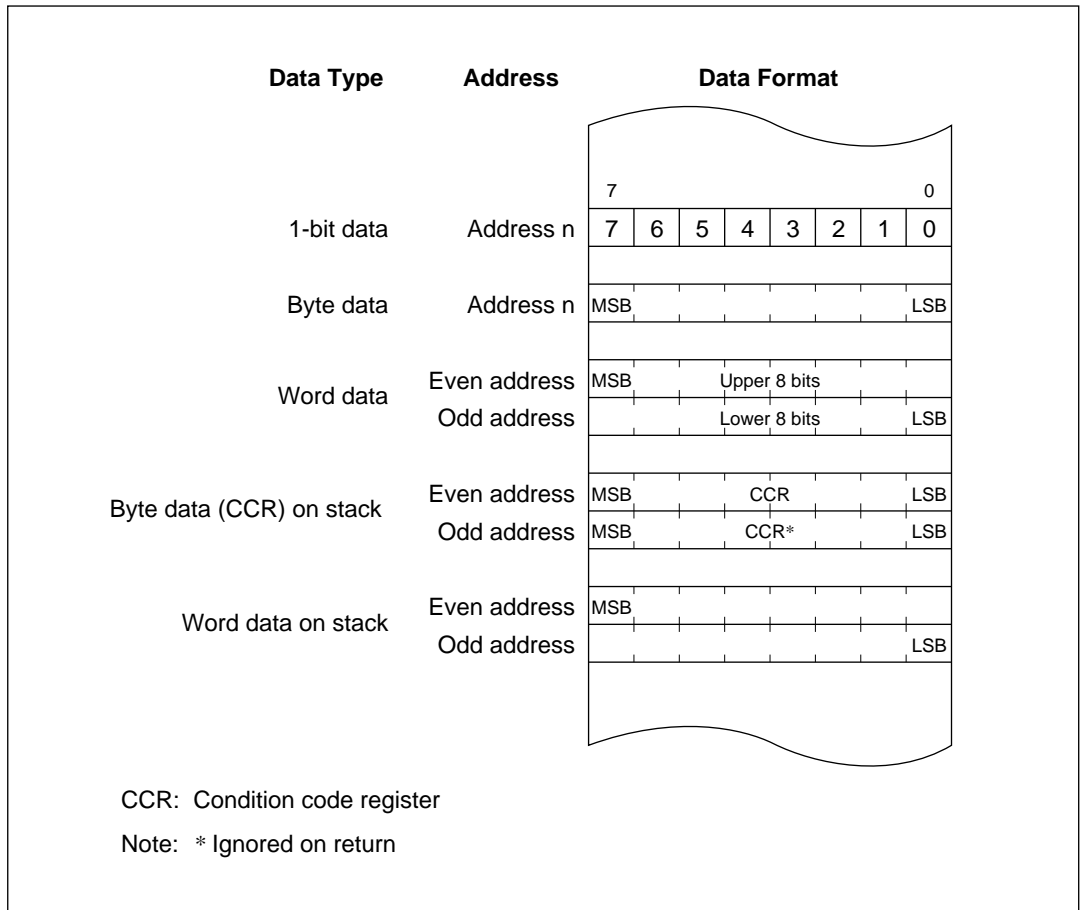 Data Type Address Data Format
7 0
1-bit data Address n 7 6 5 4 3 2 1 0
Byte data Address n MSB LSB
Word data
Even address MSB Upper 8 bits
Odd address Lower 8 bits LSB
Byte data (CCR) on stack
Even address MSB CCR LSB
Odd address MSB CCR* LSB
Word data on stack
Even address MSB
Odd address LSB
CCR: Condition code register
Note: * Ignored on return